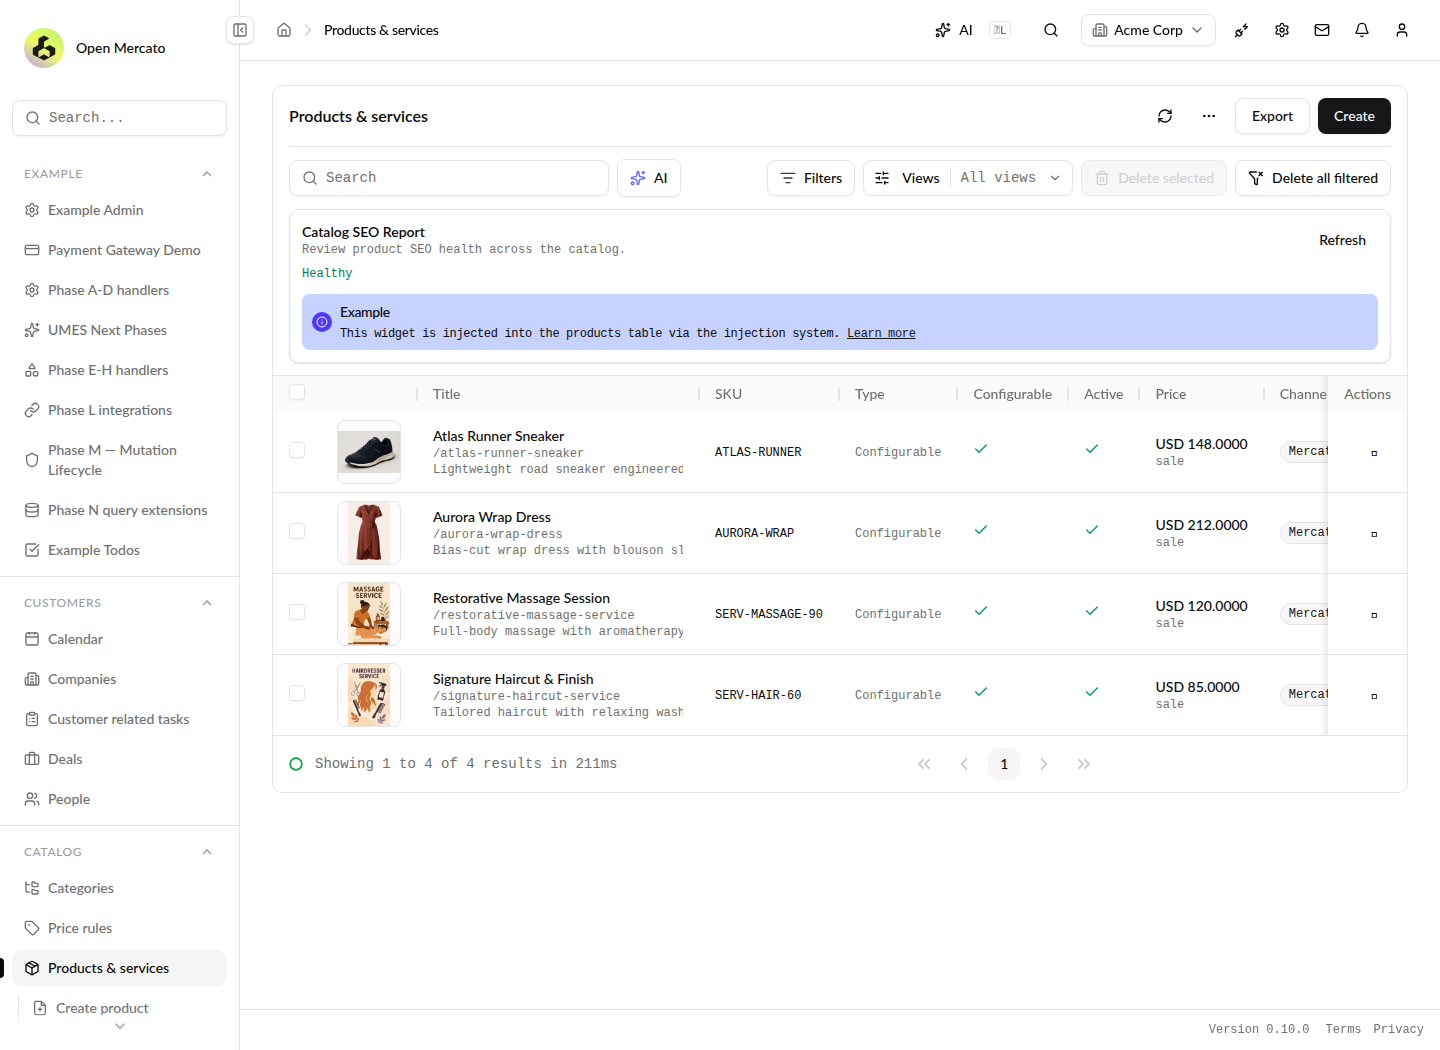 Open Mercato
Products & services
AI
L
Acme Corp
Search...
EXAMPLE
Example Admin
Payment Gateway Demo
Phase A-D handlers
UMES Next Phases
Phase E-H handlers
Phase L integrations
Phase M — Mutation
Lifecycle
Phase N query extensions
Example Todos
CUSTOMERS
Calendar
Companies
Customer related tasks
Deals
People
CATALOG
Categories
Price rules
Products & services
Create product
Products & services
Export
Create
Search
AI
Filters
Views
All views
Delete selected
Delete all filtered
Catalog SEO Report
Review product SEO health across the catalog.
Refresh
Healthy
Example
This widget is injected into the products table via the injection system. Learn more
Title SKU Type Configurable Active Price Channe Actions
Atlas Runner Sneaker
/atlas-runner-sneaker
Lightweight road sneaker engineered
ATLAS-RUNNER
Configurable
USD 148.0000
sale
Mercat
Aurora Wrap Dress
/aurora-wrap-dress
Bias-cut wrap dress with blouson sl
AURORA-WRAP
Configurable
USD 212.0000
sale
Mercat
MASSAGE
SERVICE
Restorative Massage Session
/restorative-massage-service
Full-body massage with aromatherapy
SERV-MASSAGE-90
Configurable
USD 120.0000
sale
Mercat
HAIRDRESSER
SERVICE
Signature Haircut & Finish
/signature-haircut-service
Tailored haircut with relaxing wash
SERV-HAIR-60
Configurable
USD 85.0000
sale
Mercat
Showing 1 to 4 of 4 results in 211ms
1
Version 0.10.0 Terms Privacy